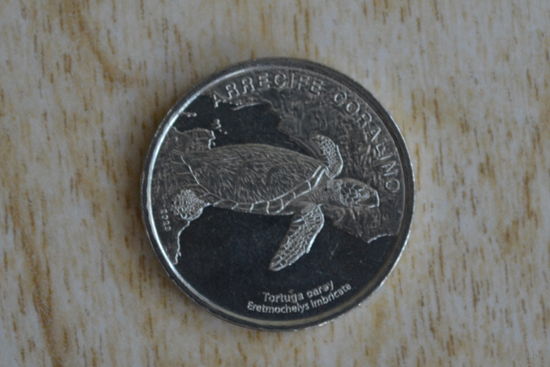 ARRECIFE CORALINO
Tortuga carey
Eretmochelys imbricata